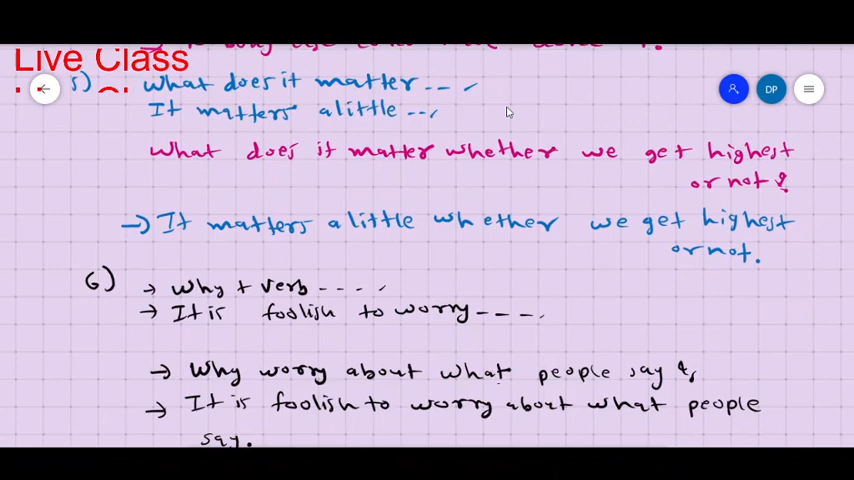 Live Class
5) What does it matter ...
It matters alittle ...
DP
What does it matter whether we get highest
or not ?
→ It matters alittle whether we get highest
or not.
6) → Why + verb ....
→ It is foolish to worry ....
→ Why worry about what people say ?
→ It is foolish to worry about what people
say.